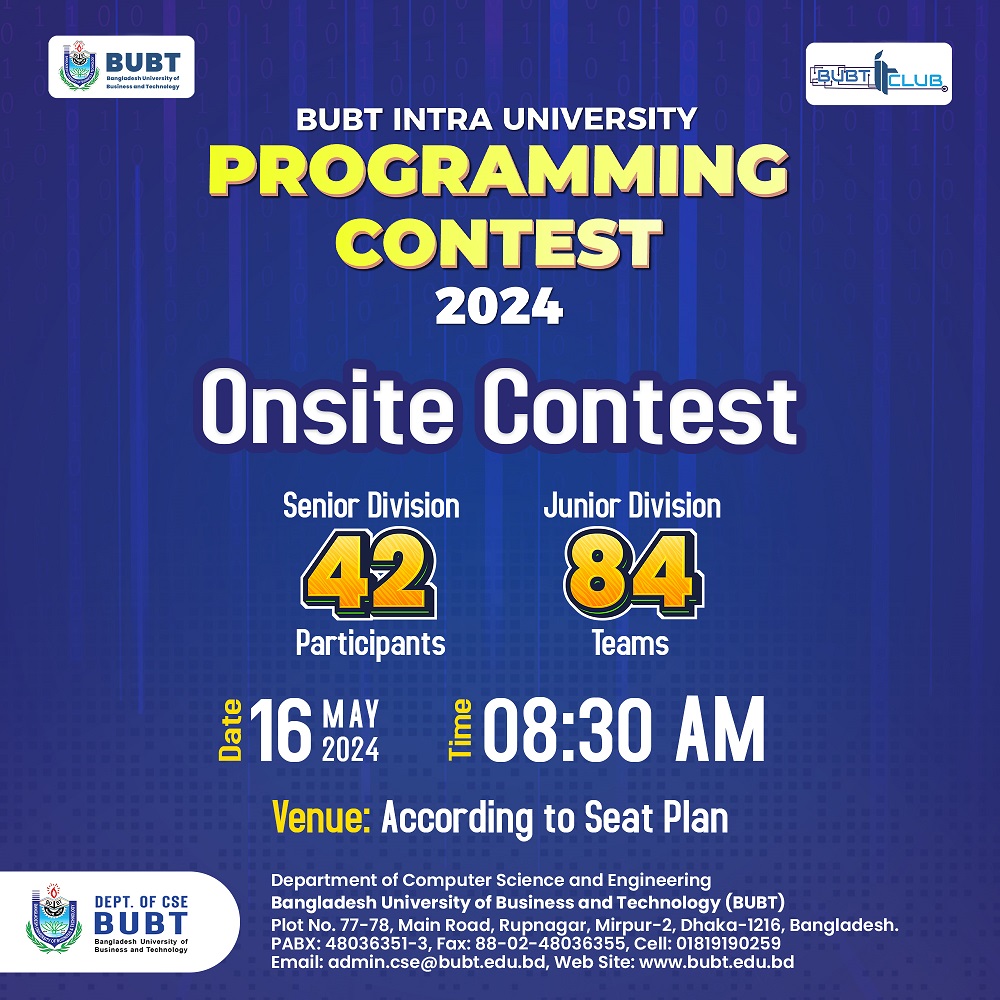 BUBT
Bangladesh University of
Business and Technology
BUBT it CLUB
BUBT INTRA UNIVERSITY
PROGRAMMING
CONTEST
2024
Onsite Contest
Senior Division
42
Participants
Junior Division
84
Teams
Date 16 MAY 2024
Time 08:30 AM
Venue: According to Seat Plan
DEPT. OF CSE
BUBT
Bangladesh University of
Business and Technology
Department of Computer Science and Engineering
Bangladesh University of Business and Technology (BUBT)
Plot No. 77-78, Main Road, Rupnagar, Mirpur-2, Dhaka-1216, Bangladesh.
PABX: 48036351-3, Fax: 88-02-48036355, Cell: 01819190259
Email: admin.cse@bubt.edu.bd, Web Site: www.bubt.edu.bd